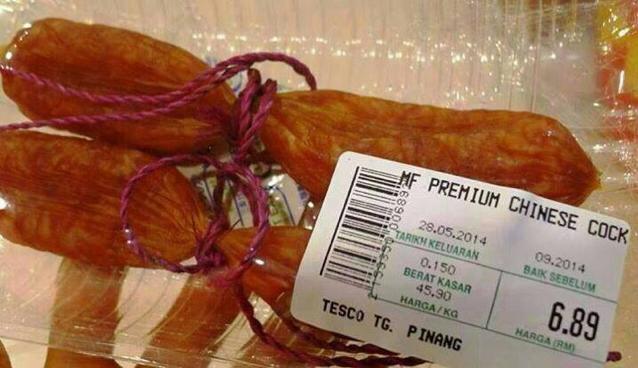 MF PREMIUM CHINESE COCK
28.05.2014
TARIKH KELUARAN
09.2014
BAIK SEBELUM
0.150
BERAT KASAR
45.90
HARGA/KG
6.89
HARGA (RM)
TESCO TG. PINANG